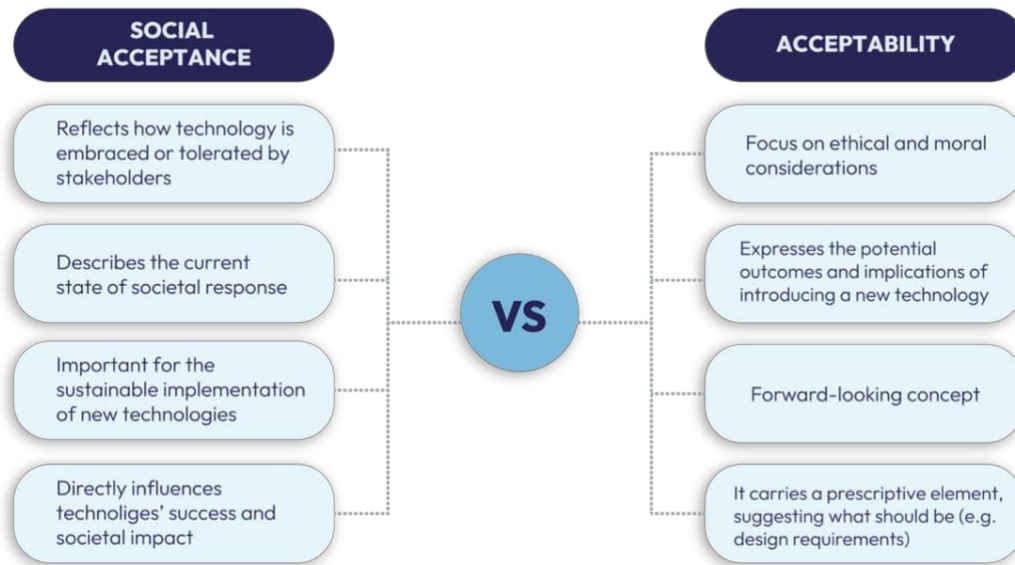 SOCIAL
ACCEPTANCE
Reflects how technology is
embraced or tolerated by
stakeholders
Describes the current
state of societal response
Important for the
sustainable implementation
of new technologies
Directly influences
technoliges' success and
societal impact
VS
ACCEPTABILITY
Focus on ethical and moral
considerations
Expresses the potential
outcomes and implications of
introducing a new technology
Forward-looking concept
It carries a prescriptive element,
suggesting what should be (e.g.
design requirements)